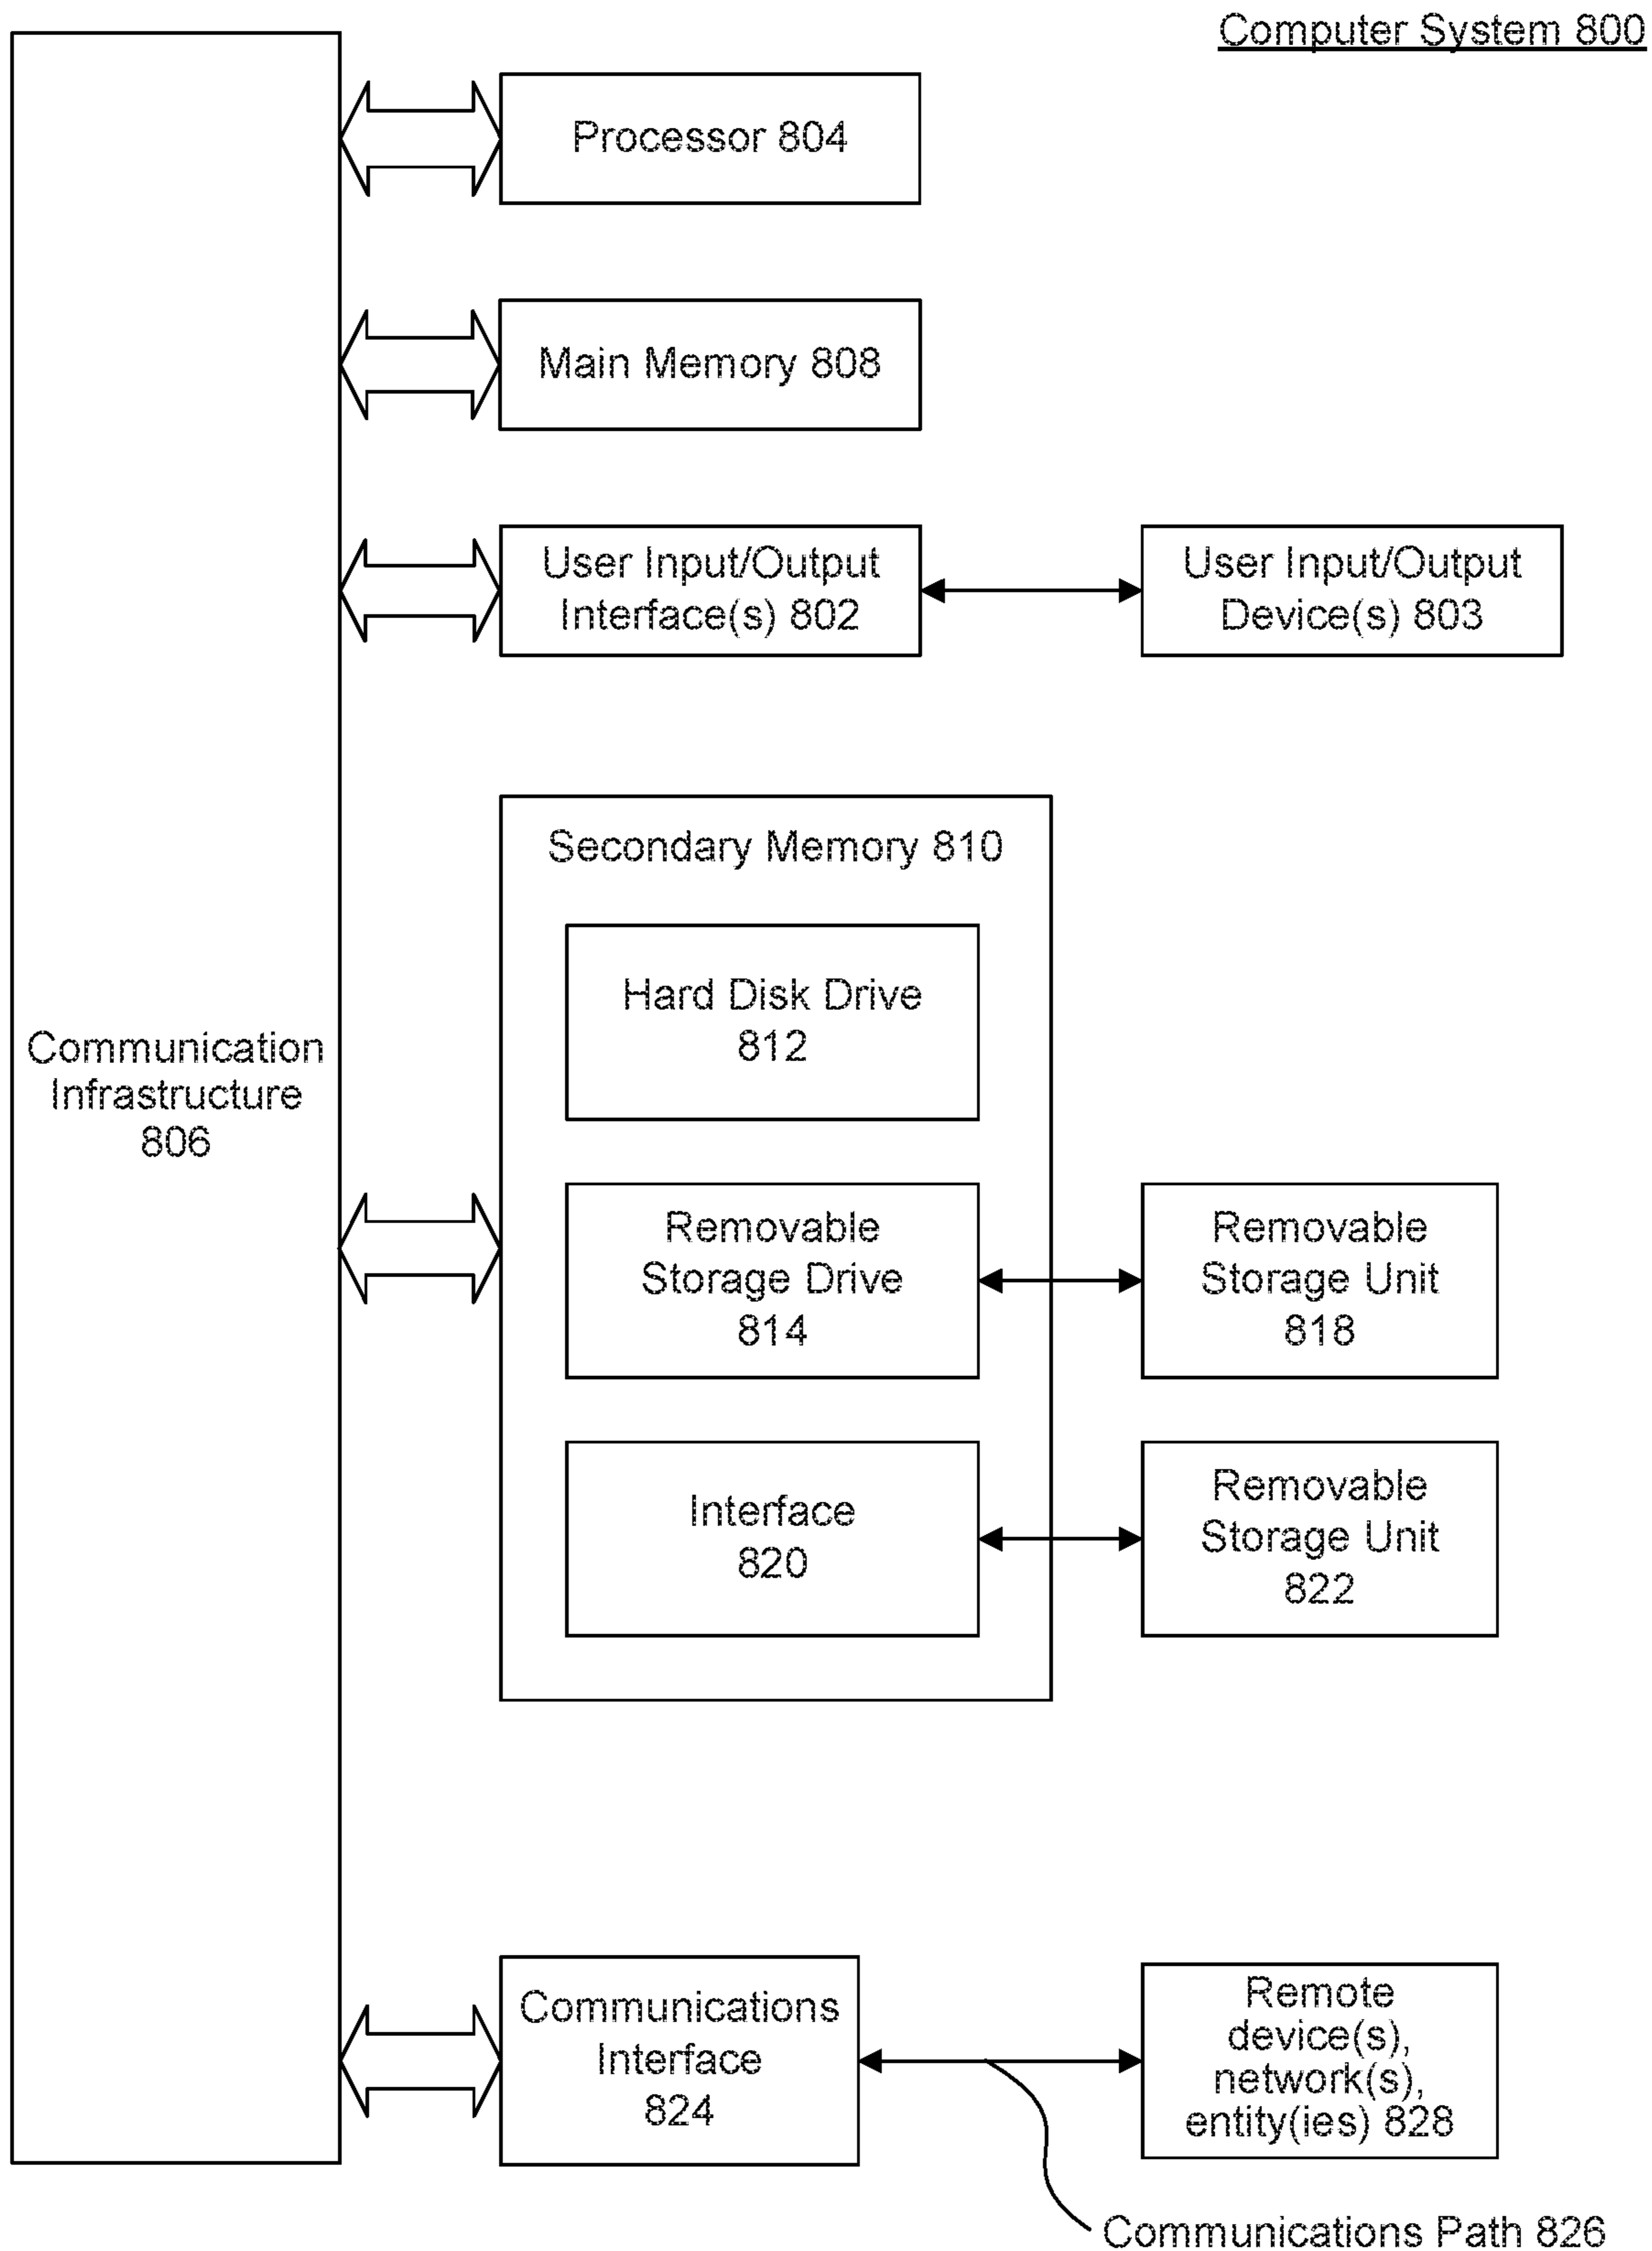 Computer System 800
Processor 804
Main Memory 808
User Input/Output
Interface(s) 802
User Input/Output
Device(s) 803
Secondary Memory 810
Hard Disk Drive
812
Communication
Infrastructure
806
Removable
Storage Drive
814
Removable
Storage Unit
818
Interface
820
Removable
Storage Unit
822
Communications
Interface
824
Remote
device(s),
network(s),
entity(ies) 828
Communications Path 826